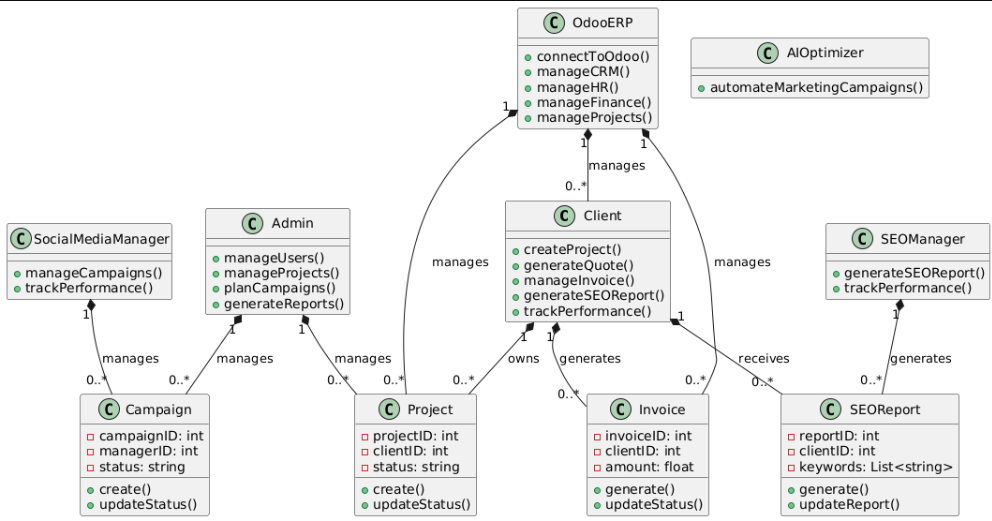 C OdooERP
connectToOdoo()
manageCRM()
manageHR()
manageFinance()
manageProjects()
C AIOptimizer
automateMarketingCampaigns()
1
1
1
manages
0..*
C SocialMediaManager
manageCampaigns()
trackPerformance()
C Admin
manageUsers()
manageProjects()
planCampaigns()
generateReports()
manages
C Client
createProject()
generateQuote()
manageInvoice()
generateSEOReport()
trackPerformance()
manages
C SEOManager
generateSEOReport()
trackPerformance()
1
1
1
1
1
1
1
manages
manages
manages
owns
generates
receives
generates
0..*
0..*
0..*
0..*
0..*
0..*
0..*
0..*
0..*
C Campaign
campaignID: int
managerID: int
status: string
create()
updateStatus()
C Project
projectID: int
clientID: int
status: string
create()
updateStatus()
C Invoice
invoiceID: int
clientID: int
amount: float
generate()
updateStatus()
C SEOReport
reportID: int
clientID: int
keywords: List<string>
generate()
updateReport()